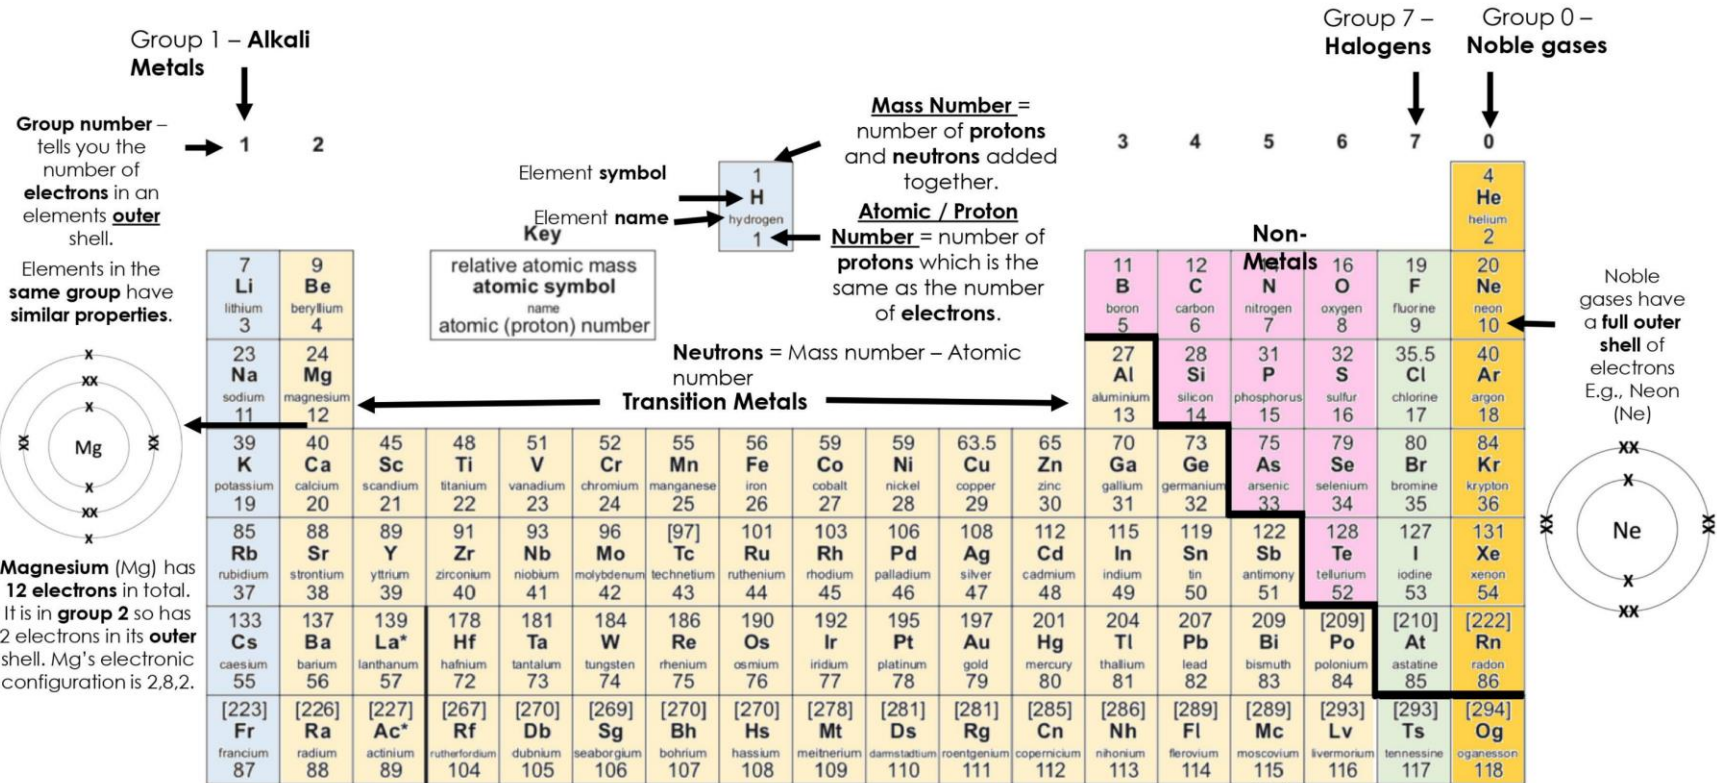 Group 1 – Alkali
Metals
Group 7 –
Halogens
Group 0 –
Noble gases
Group number –
tells you the
number of
electrons in an
elements outer
shell.
Elements in the
same group have
similar properties.
1 2 3 4 5 6 7 0
Element symbol
Element name
1
H
hydrogen
1
Mass Number =
number of protons
and neutrons added
together.
Atomic / Proton
Number = number of
protons which is the
same as the number
of electrons.
Key
relative atomic mass
atomic symbol
name
atomic (proton) number
Neutrons = Mass number – Atomic
number
Transition Metals
Non-
Metals
4
He
helium
2
7 9 11 12 14 16 19 20
Li Be B C N O F Ne
lithium beryllium boron carbon nitrogen oxygen fluorine neon
3 4 5 6 7 8 9 10
23 24 27 28 31 32 35.5 40
Na Mg Al Si P S Cl Ar
sodium magnesium aluminium silicon phosphorus sulfur chlorine argon
11 12 13 14 15 16 17 18
39 40 45 48 51 52 55 56 59 59 63.5 65 70 73 75 79 80 84
K Ca Sc Ti V Cr Mn Fe Co Ni Cu Zn Ga Ge As Se Br Kr
potassium calcium scandium titanium vanadium chromium manganese iron cobalt nickel copper zinc gallium germanium arsenic selenium bromine krypton
19 20 21 22 23 24 25 26 27 28 29 30 31 32 33 34 35 36
85 88 89 91 93 96 [97] 101 103 106 108 112 115 119 122 128 127 131
Rb Sr Y Zr Nb Mo Tc Ru Rh Pd Ag Cd In Sn Sb Te I Xe
rubidium strontium yttrium zirconium niobium molybdenum technetium ruthenium rhodium palladium silver cadmium indium tin antimony tellurium iodine xenon
37 38 39 40 41 42 43 44 45 46 47 48 49 50 51 52 53 54
133 137 139 178 181 184 186 190 192 195 197 201 204 207 209 [209] [210] [222]
Cs Ba La* Hf Ta W Re Os Ir Pt Au Hg Tl Pb Bi Po At Rn
caesium barium lanthanum hafnium tantalum tungsten rhenium osmium iridium platinum gold mercury thallium lead bismuth polonium astatine radon
55 56 57 72 73 74 75 76 77 78 79 80 81 82 83 84 85 86
[223] [226] [227] [267] [270] [269] [270] [270] [278] [281] [281] [285] [286] [289] [289] [293] [293] [294]
Fr Ra Ac* Rf Db Sg Bh Hs Mt Ds Rg Cn Nh Fl Mc Lv Ts Og
francium radium actinium rutherfordium dubnium seaborgium bohrium hassium meitnerium darmstadtium roentgenium copernicium nihonium flerovium moscovium livermorium tennessine oganesson
87 88 89 104 105 106 107 108 109 110 111 112 113 114 115 116 117 118
Mg
Magnesium (Mg) has
12 electrons in total.
It is in group 2 so has
2 electrons in its outer
shell. Mg's electronic
configuration is 2,8,2.
Noble
gases have
a full outer
shell of
electrons
E.g., Neon
(Ne)
Ne